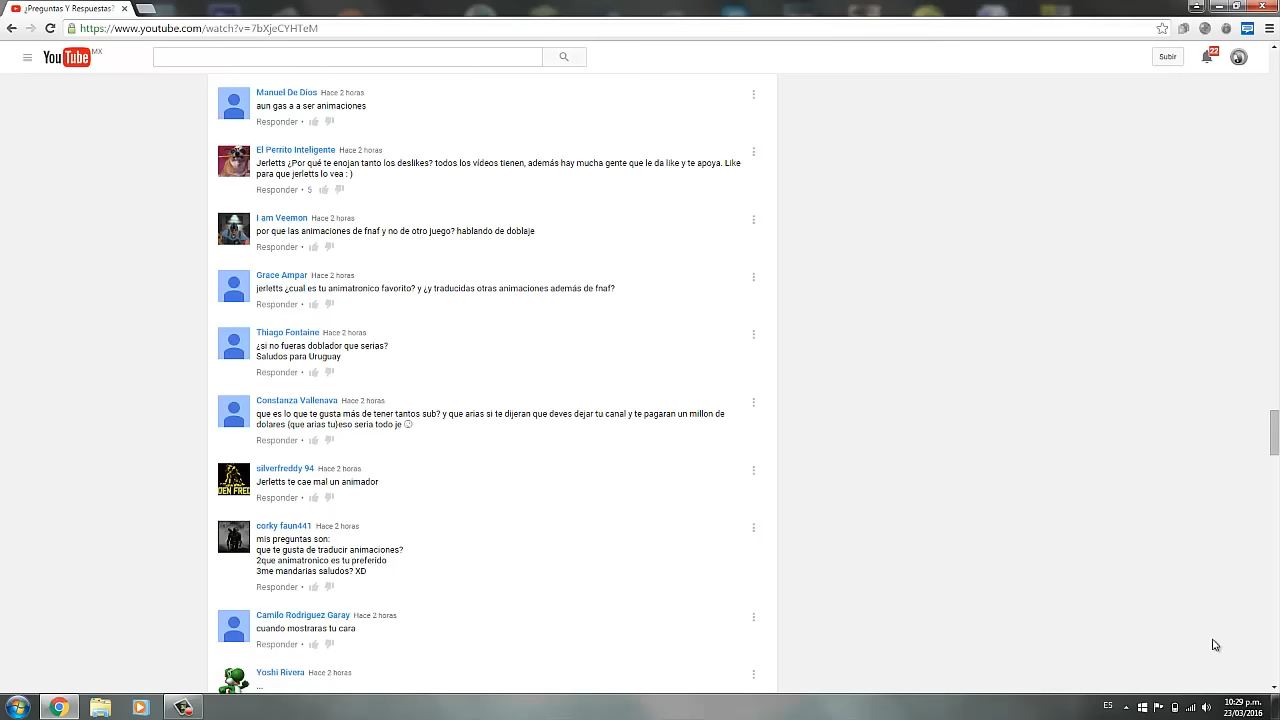 ¿Preguntas Y Respuestas?
https://www.youtube.com/watch?v=7bXjeCYHTeM
YouTube MX
Subir
22
Manuel De Dios Hace 2 horas
aun gas a a ser animaciones
Responder •
El Perrito Inteligente Hace 2 horas
Jerletts ¿Por qué te enojan tanto los deslikes? todos los vídeos tienen, además hay mucha gente que le da like y te apoya. Like
para que jerletts lo vea : )
Responder • 5
I am Veemon Hace 2 horas
por que las animaciones de fnaf y no de otro juego? hablando de doblaje
Responder •
Grace Ampar Hace 2 horas
jerletts ¿cual es tu animatronico favorito? y ¿y traducidas otras animaciones además de fnaf?
Responder •
Thiago Fontaine Hace 2 horas
¿si no fueras doblador que serias?
Saludos para Uruguay
Responder •
Constanza Vallenava Hace 2 horas
que es lo que te gusta más de tener tantos sub? y que arias si te dijeran que deves dejar tu canal y te pagaran un millon de
dolares (que arias tu)eso seria todo je
Responder •
silverfreddy 94 Hace 2 horas
Jerletts te cae mal un animador
Responder •
corky faun441 Hace 2 horas
mis preguntas son:
que te gusta de traducir animaciones?
2que animatronico es tu preferido
3me mandarias saludos? XD
Responder •
Camilo Rodriguez Garay Hace 2 horas
cuando mostraras tu cara
Responder •
Yoshi Rivera Hace 2 horas
...
ES
10:29 p.m.
23/03/2016